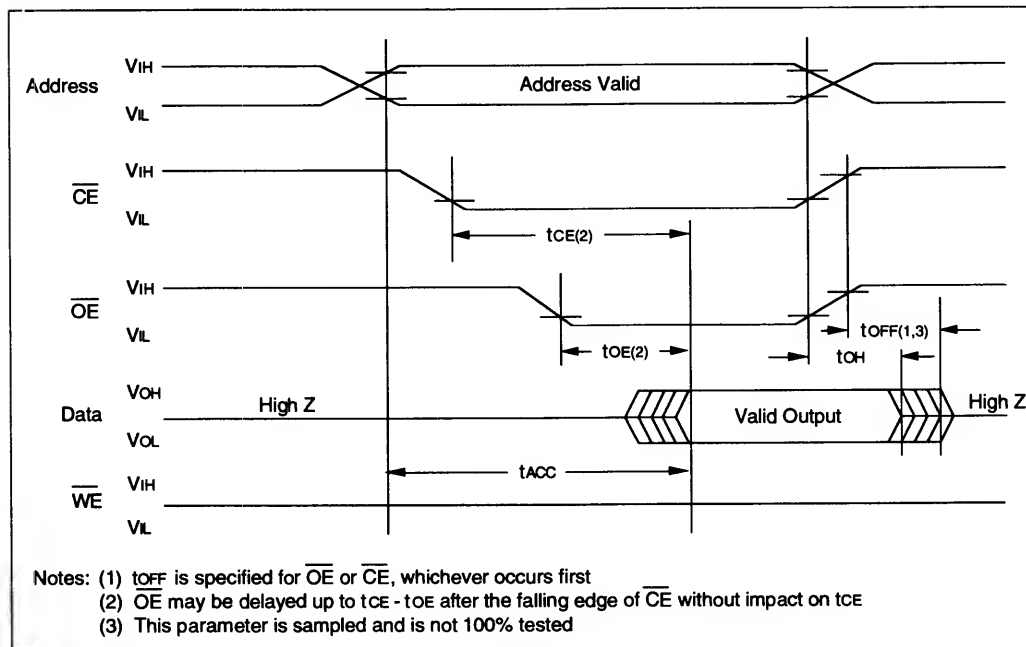 Address
VIH
VIL
Address Valid
CE
VIH
VIL
tCE(2)
OE
VIH
VIL
tOE(2)
tOFF(1,3)
tOH
Data
VOH
VOL
High Z
Valid Output
High Z
tACC
WE
VIH
VIL
Notes: (1) tOFF is specified for OE or CE, whichever occurs first
(2) OE may be delayed up to tCE - tOE after the falling edge of CE without impact on tCE
(3) This parameter is sampled and is not 100% tested